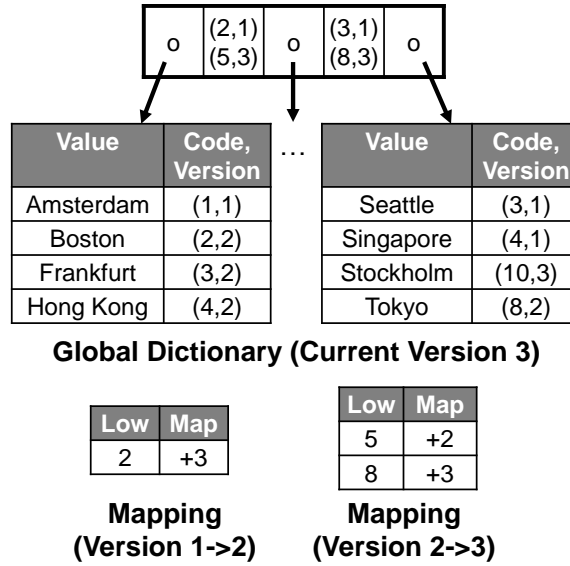 o (2,1) (5,3) o (3,1) (8,3) o
Value Code, Version
Amsterdam (1,1)
Boston (2,2)
Frankfurt (3,2)
Hong Kong (4,2)
...
Value Code, Version
Seattle (3,1)
Singapore (4,1)
Stockholm (10,3)
Tokyo (8,2)
Global Dictionary (Current Version 3)
Low Map
2 +3
Mapping
(Version 1->2)
Low Map
5 +2
8 +3
Mapping
(Version 2->3)